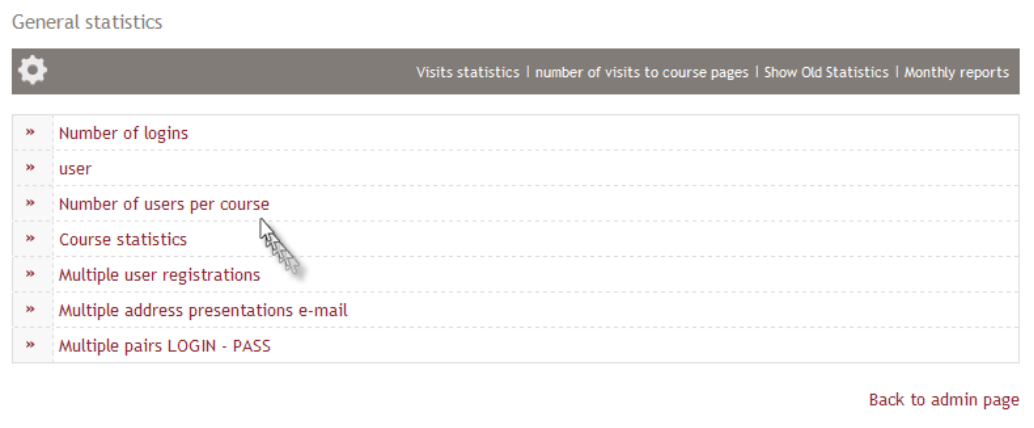 General statistics
Visits statistics | number of visits to course pages | Show Old Statistics | Monthly reports
» Number of logins
» user
» Number of users per course
» Course statistics
» Multiple user registrations
» Multiple address presentations e-mail
» Multiple pairs LOGIN - PASS
Back to admin page